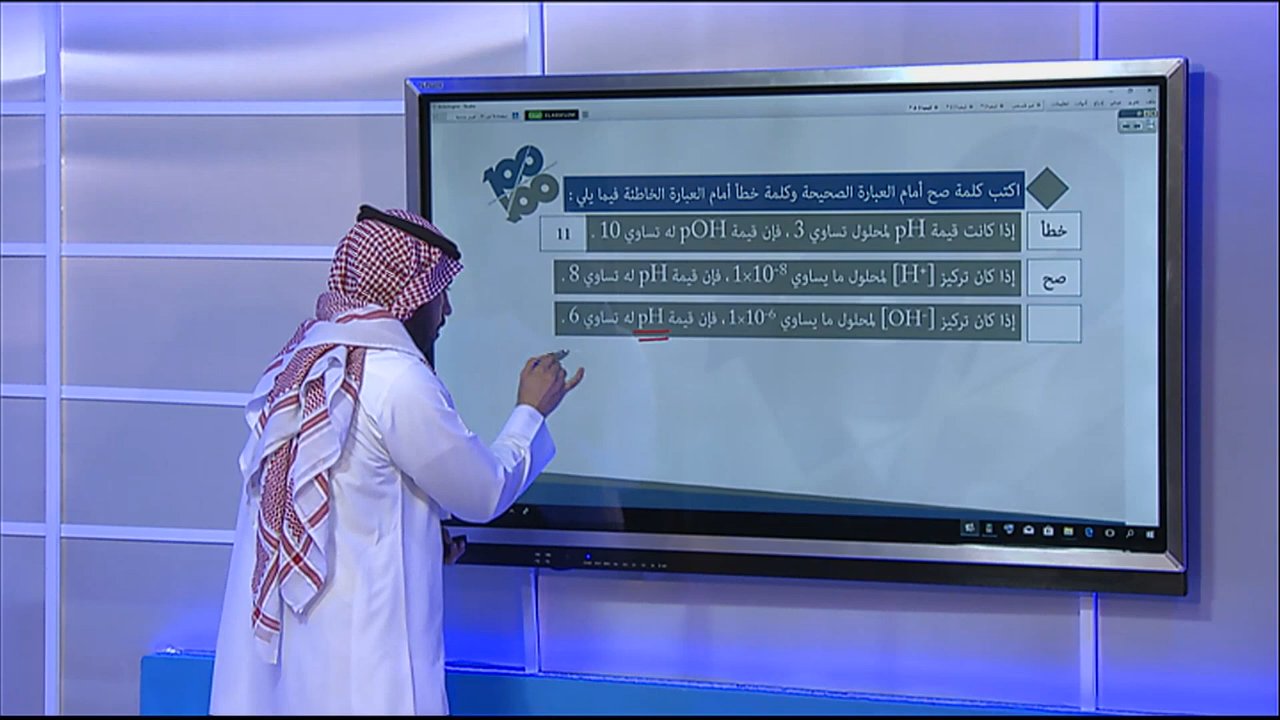 100
100
اكتب كلمة صح أمام العبارة الصحيحة وكلمة خطأ أمام العبارة الخاطئة فيما يلي :
خطأ إذا كانت قيمة pH لمحلول تساوي 3 ، فإن قيمة pOH له تساوي 10 . 11
صح إذا كان تركيز [H⁺] لمحلول ما يساوي 1×10⁻⁸ ، فإن قيمة pH له تساوي 8 .
إذا كان تركيز [OH⁻] لمحلول ما يساوي 1×10⁻⁶ ، فإن قيمة pH له تساوي 6 .